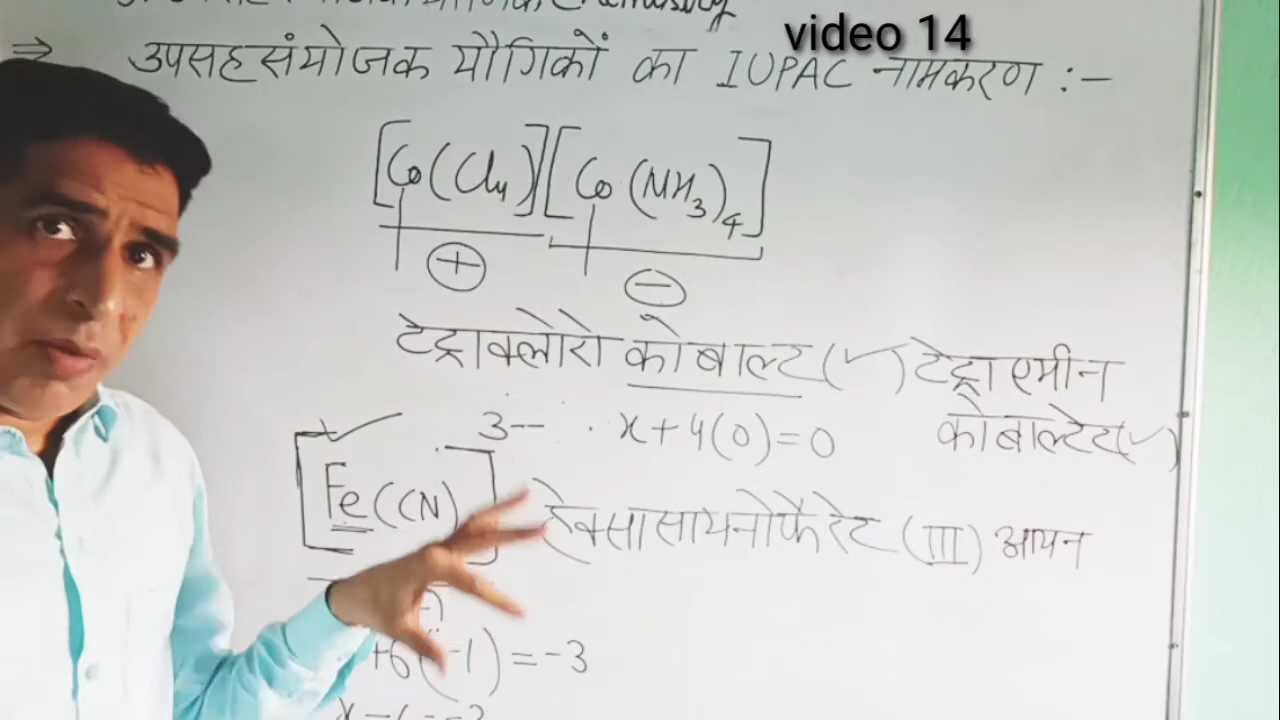 video 14
⇒ उपसहसंयोजक यौगिकों का IUPAC नामकरण :-
[Co(Cl₄)][Co(NH₃)₄]
⊕ ⊖
टेट्राक्लोरो कोबाल्ट(✓) टेट्राएमीन
3- x+4(0)=0 कोबाल्टेट(✓)
[Fe(CN) हेक्सासायनोफैरेट (III) आयन
+6(-1)=-3